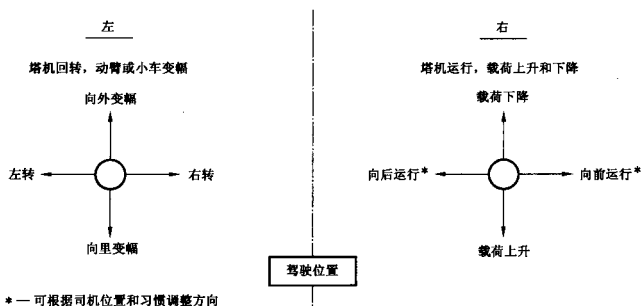 左
塔机回转，动臂或小车变幅
向外变幅
左转
右转
向里变幅
右
塔机运行，载荷上升和下降
载荷下降
向后运行*
向前运行*
载荷上升
驾驶位置
* — 可根据司机位置和习惯调整方向